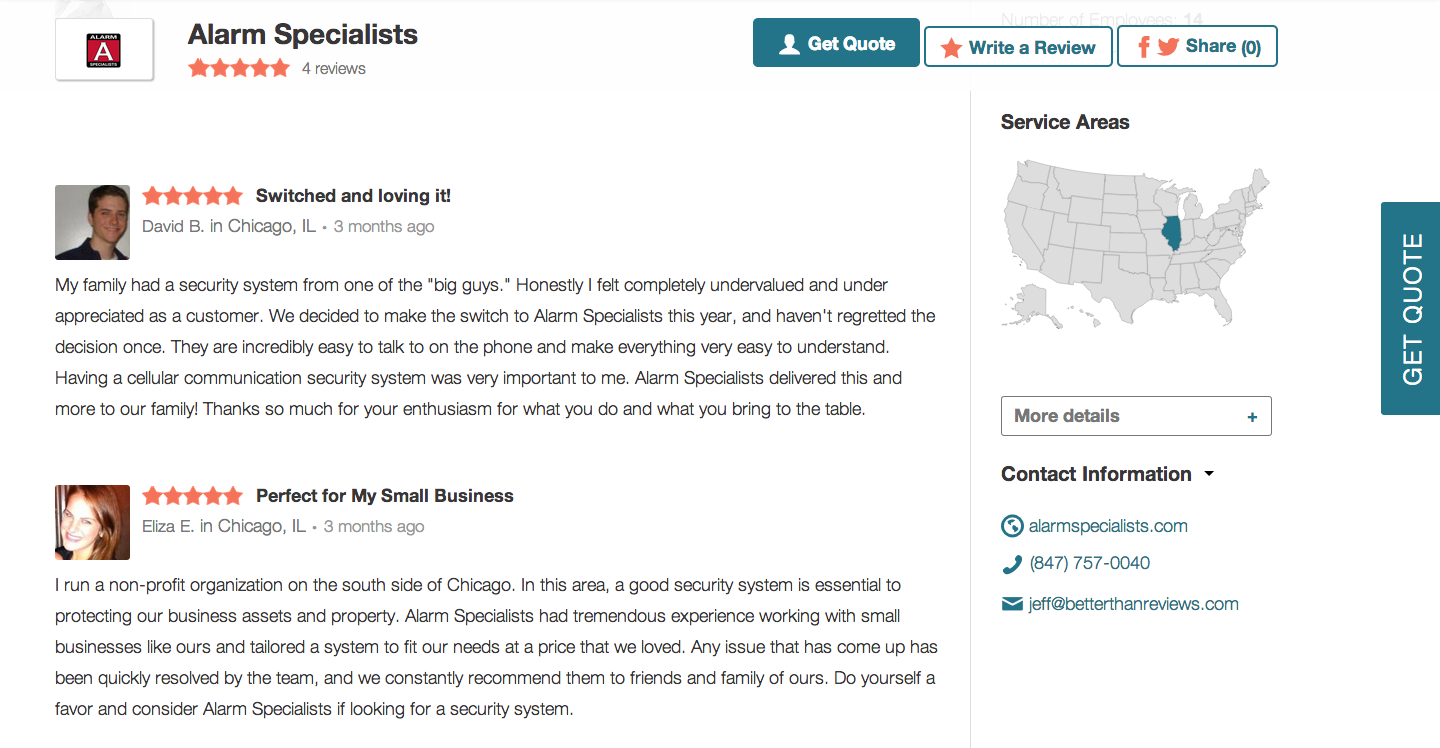 Number of Employees: 14
ALARM
A
SPECIALISTS
Alarm Specialists
4 reviews
Get Quote
Write a Review
Share (0)
Switched and loving it!
David B. in Chicago, IL • 3 months ago
My family had a security system from one of the "big guys." Honestly I felt completely undervalued and under
appreciated as a customer. We decided to make the switch to Alarm Specialists this year, and haven't regretted the
decision once. They are incredibly easy to talk to on the phone and make everything very easy to understand.
Having a cellular communication security system was very important to me. Alarm Specialists delivered this and
more to our family! Thanks so much for your enthusiasm for what you do and what you bring to the table.
Perfect for My Small Business
Eliza E. in Chicago, IL • 3 months ago
I run a non-profit organization on the south side of Chicago. In this area, a good security system is essential to
protecting our business assets and property. Alarm Specialists had tremendous experience working with small
businesses like ours and tailored a system to fit our needs at a price that we loved. Any issue that has come up has
been quickly resolved by the team, and we constantly recommend them to friends and family of ours. Do yourself a
favor and consider Alarm Specialists if looking for a security system.
Service Areas
More details +
Contact Information
alarmspecialists.com
(847) 757-0040
jeff@betterthanreviews.com
GET QUOTE